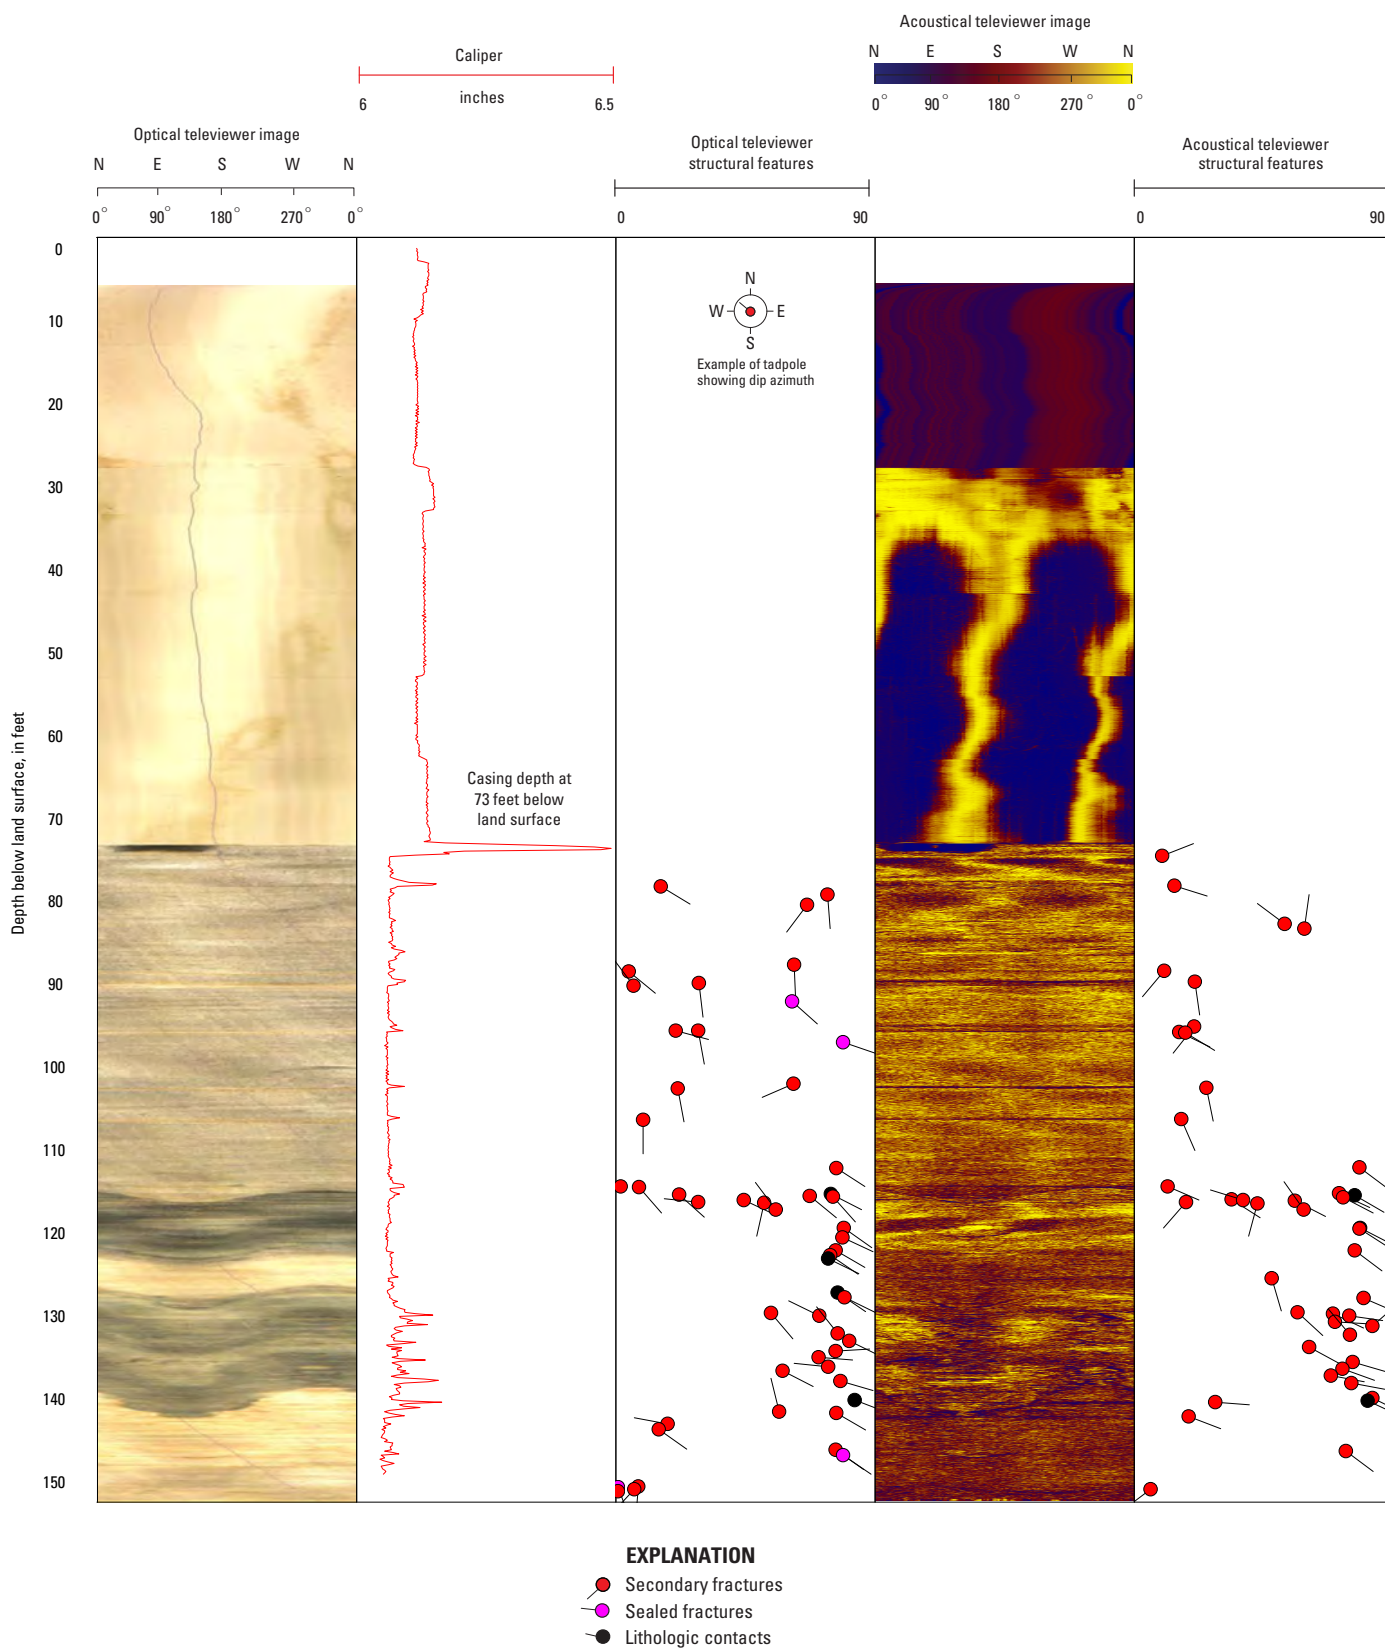 Acoustical televiewer image
N E S W N
0° 90° 180° 270° 0°
Caliper
inches
6 6.5
Optical televiewer image
N E S W N
0° 90° 180° 270° 0°
Optical televiewer
structural features
0 90
Acoustical televiewer
structural features
0 90
Depth below land surface, in feet
0
10
20
30
40
50
60
70
80
90
100
110
120
130
140
150
N
W E
S
Example of tadpole
showing dip azimuth
Casing depth at
73 feet below
land surface
EXPLANATION
Secondary fractures
Sealed fractures
Lithologic contacts